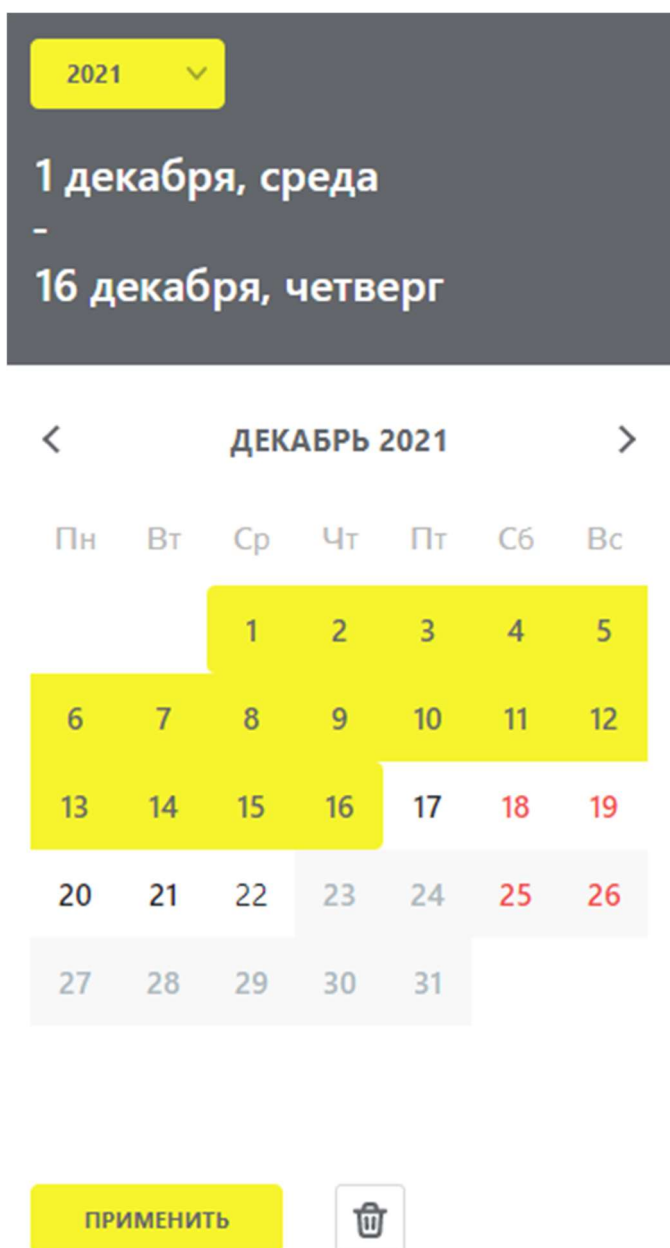 2021
1 декабря, среда
-
16 декабря, четверг
ДЕКАБРЬ 2021
Пн Вт Ср Чт Пт Сб Вс
1 2 3 4 5
6 7 8 9 10 11 12
13 14 15 16 17 18 19
20 21 22 23 24 25 26
27 28 29 30 31
ПРИМЕНИТЬ